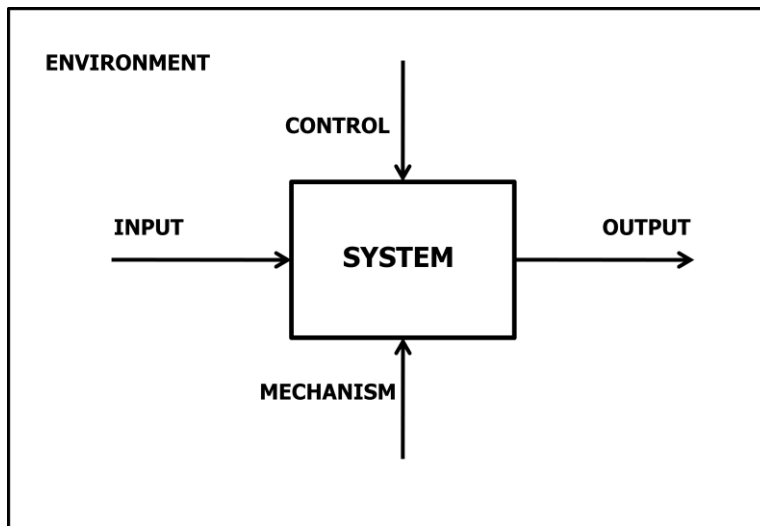 ENVIRONMENT
CONTROL
INPUT
SYSTEM
OUTPUT
MECHANISM